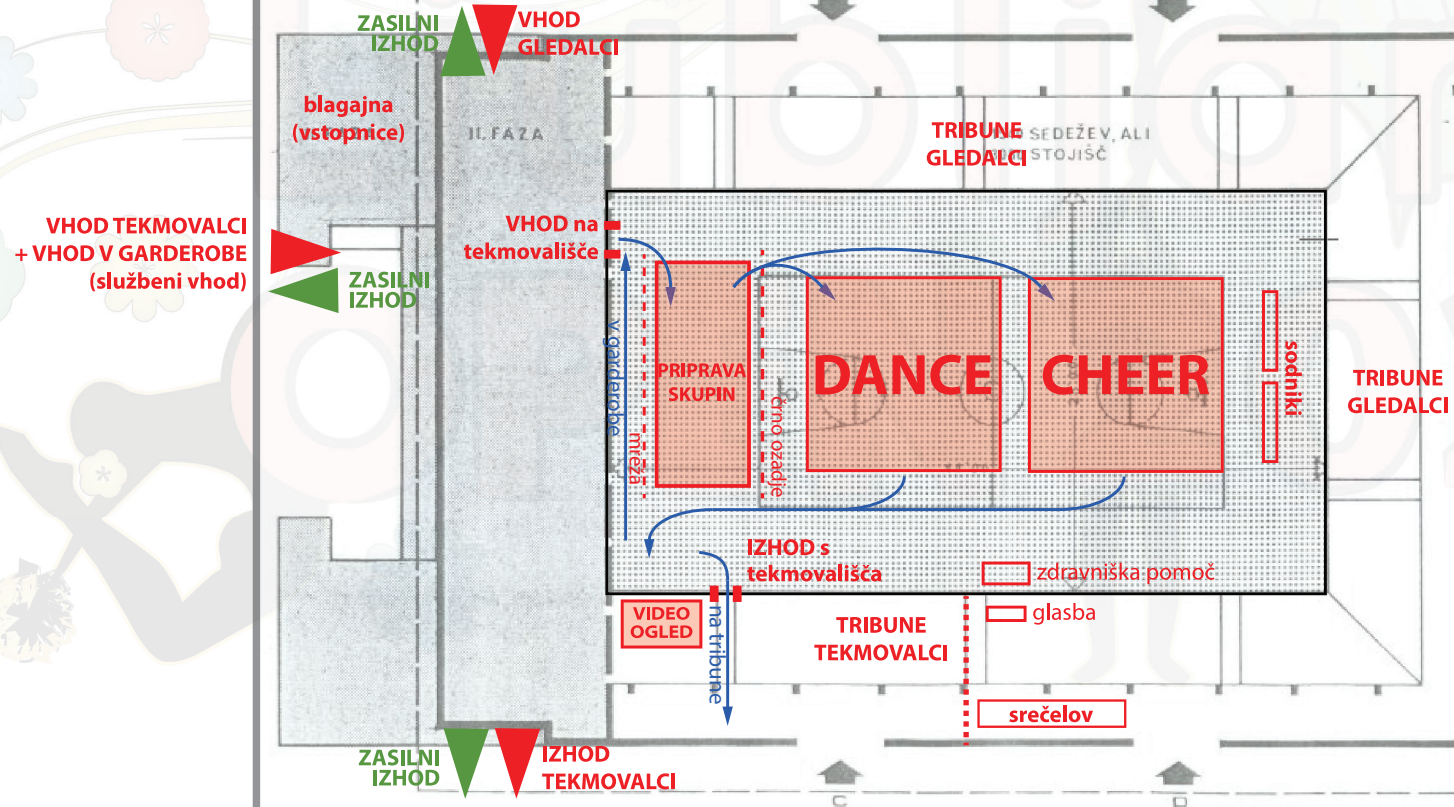 ZASILNI
IZHOD
VHOD
GLEDALCI
blagajna
(vstopnice)
II. FAZA
TRIBUNE
GLEDALCI
SEDEŽEV, ALI
STOJIŠČ
VHOD TEKMOVALCI
+ VHOD V GARDEROBE
(službeni vhod)
ZASILNI
IZHOD
VHOD na
tekmovališče
v garderobe
mreža
PRIPRAVA
SKUPIN
črno ozadje
DANCE
CHEER
sodniki
TRIBUNE
GLEDALCI
IZHOD s
tekmovališča
zdravniška pomoč
glasba
VIDEO
OGLED
na tribune
TRIBUNE
TEKMOVALCI
srečelov
ZASILNI
IZHOD
IZHOD
TEKMOVALCI